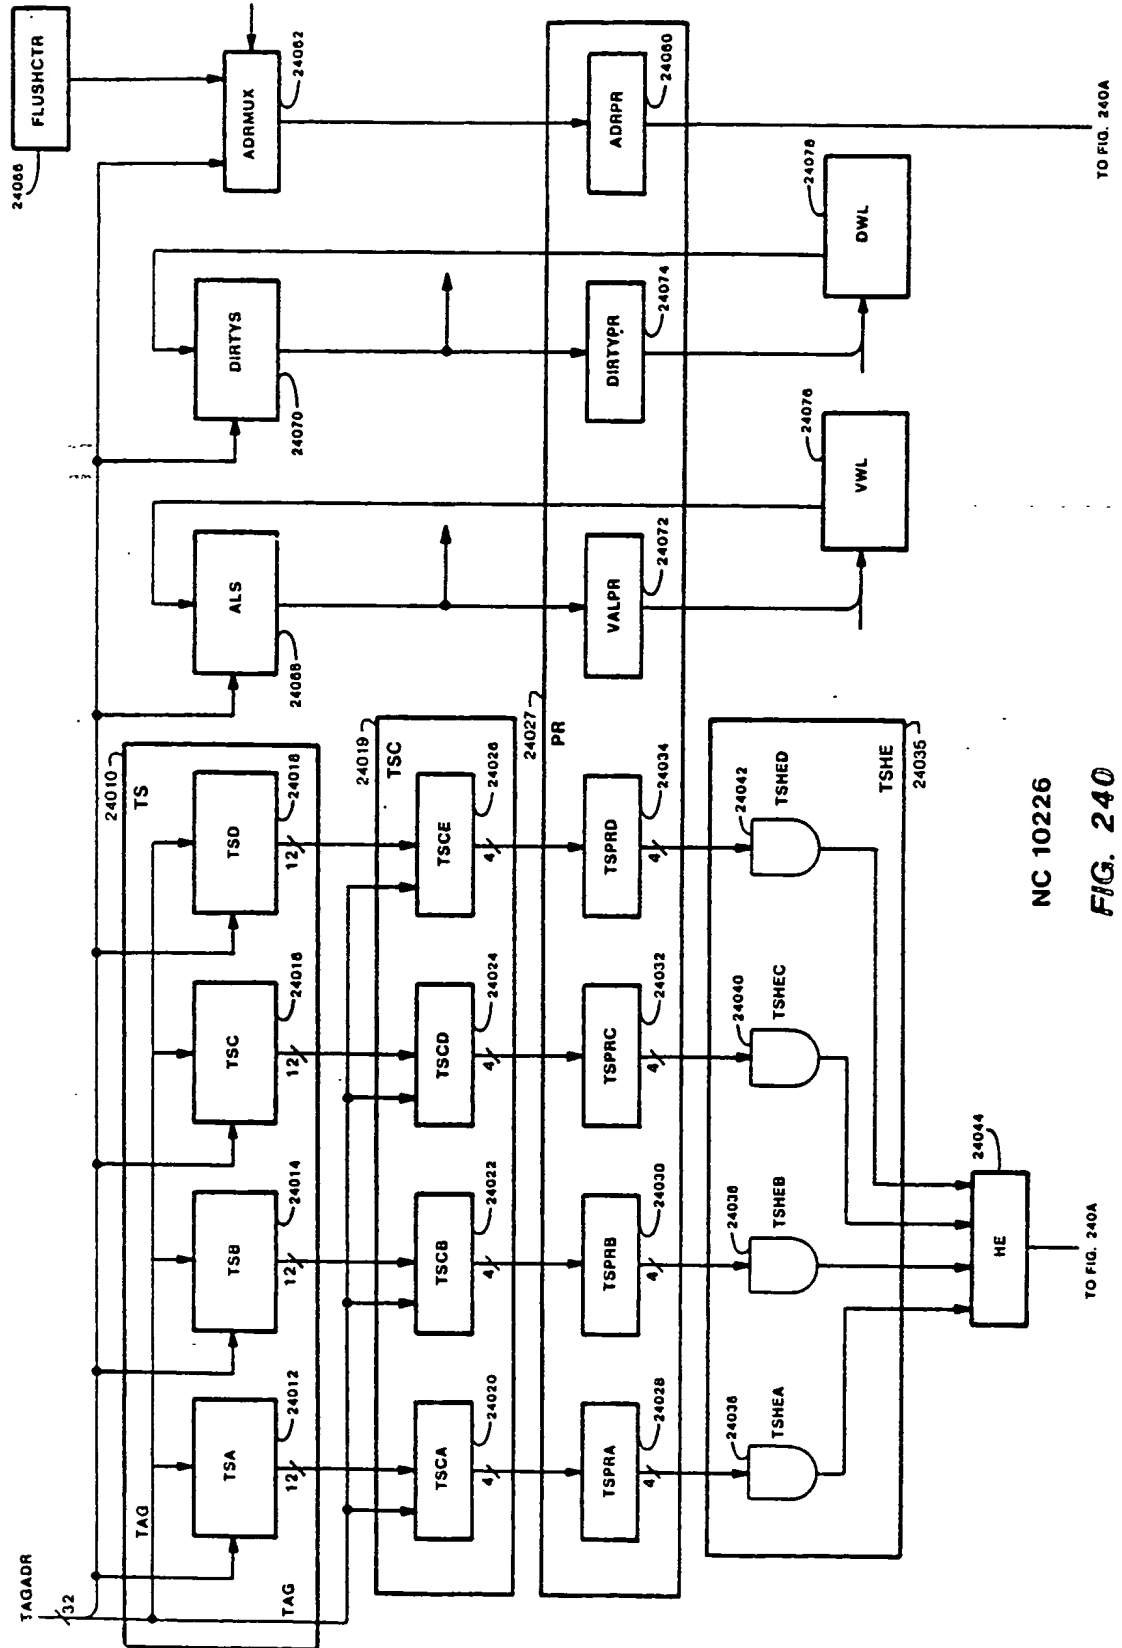 TAGADR
32
FLUSHCTR
24066
ADRMUX
24062
TAG
TAG
24010
TS
TSA
24012
12
TSB
24014
12
TSC
24016
12
TSD
24018
12
ALS
24068
DIRTYS
24070
24019
TSC
TSCA
24020
4
TSCB
24022
4
TSCD
24024
4
TSCE
24026
4
24027
PR
TSPRA
24028
4
TSPRB
24030
4
TSPRC
24032
4
TSPRD
24034
4
VALPR
24072
DIRTYPR
24074
ADRPR
24060
24036
TSHEA
24038
TSHEB
24040
TSHEC
24042
TSHED
TSHE
24035
VWL
24076
DWL
24078
HE
24044
TO FIG. 240A
TO FIG. 240A
NC 10226
FIG. 240